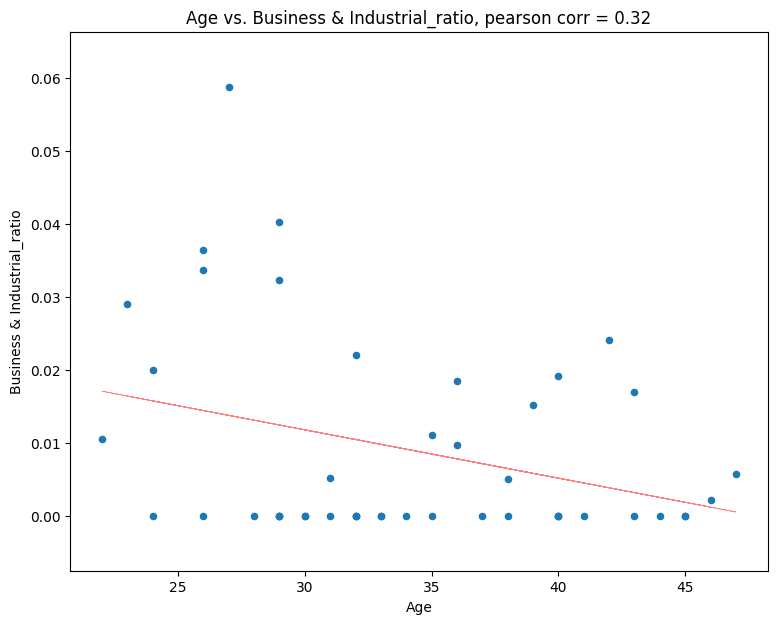 Age vs. Business & Industrial_ratio, pearson corr = 0.32
0.06
0.05
0.04
0.03
0.02
0.01
0.00
Business & Industrial_ratio
25 30 35 40 45
Age